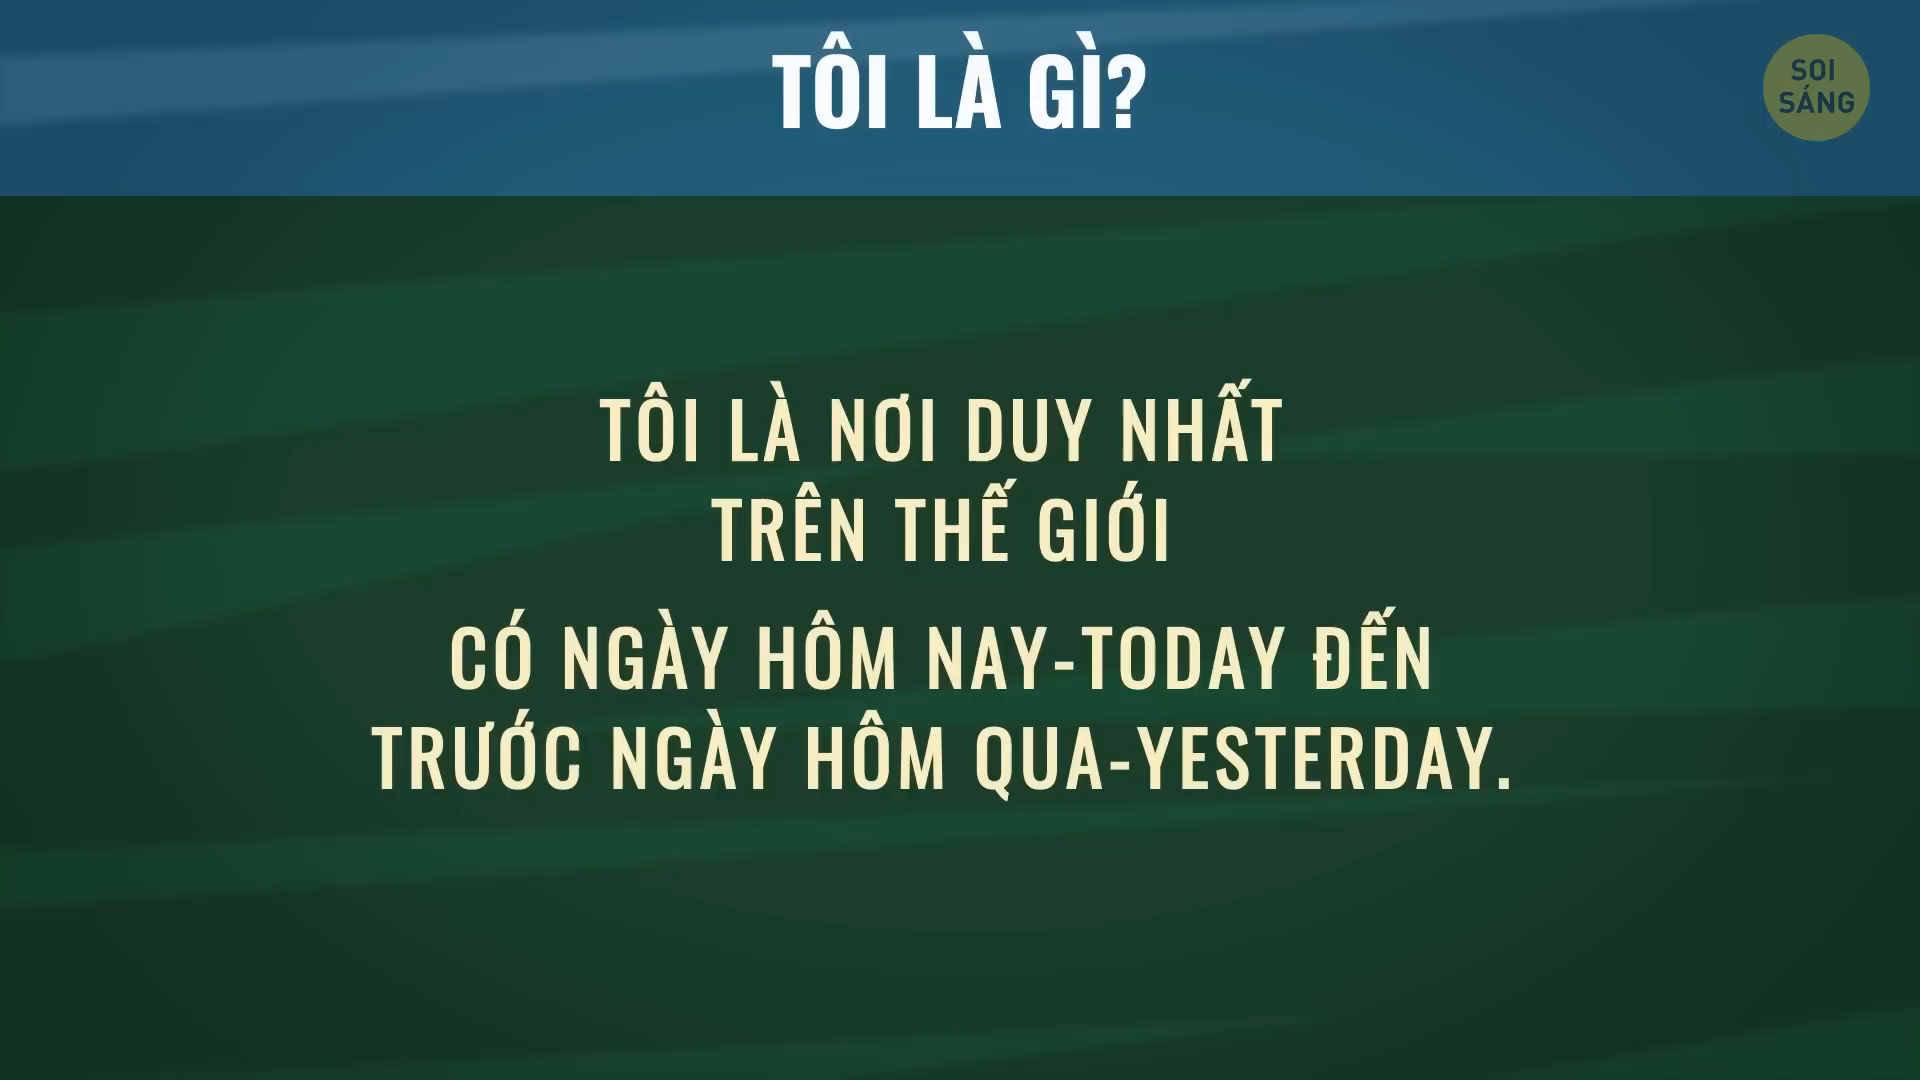 TÔI LÀ GÌ?
SOI
SÁNG
TÔI LÀ NƠI DUY NHẤT
TRÊN THẾ GIỚI
CÓ NGÀY HÔM NAY-TODAY ĐẾN
TRƯỚC NGÀY HÔM QUA-YESTERDAY.